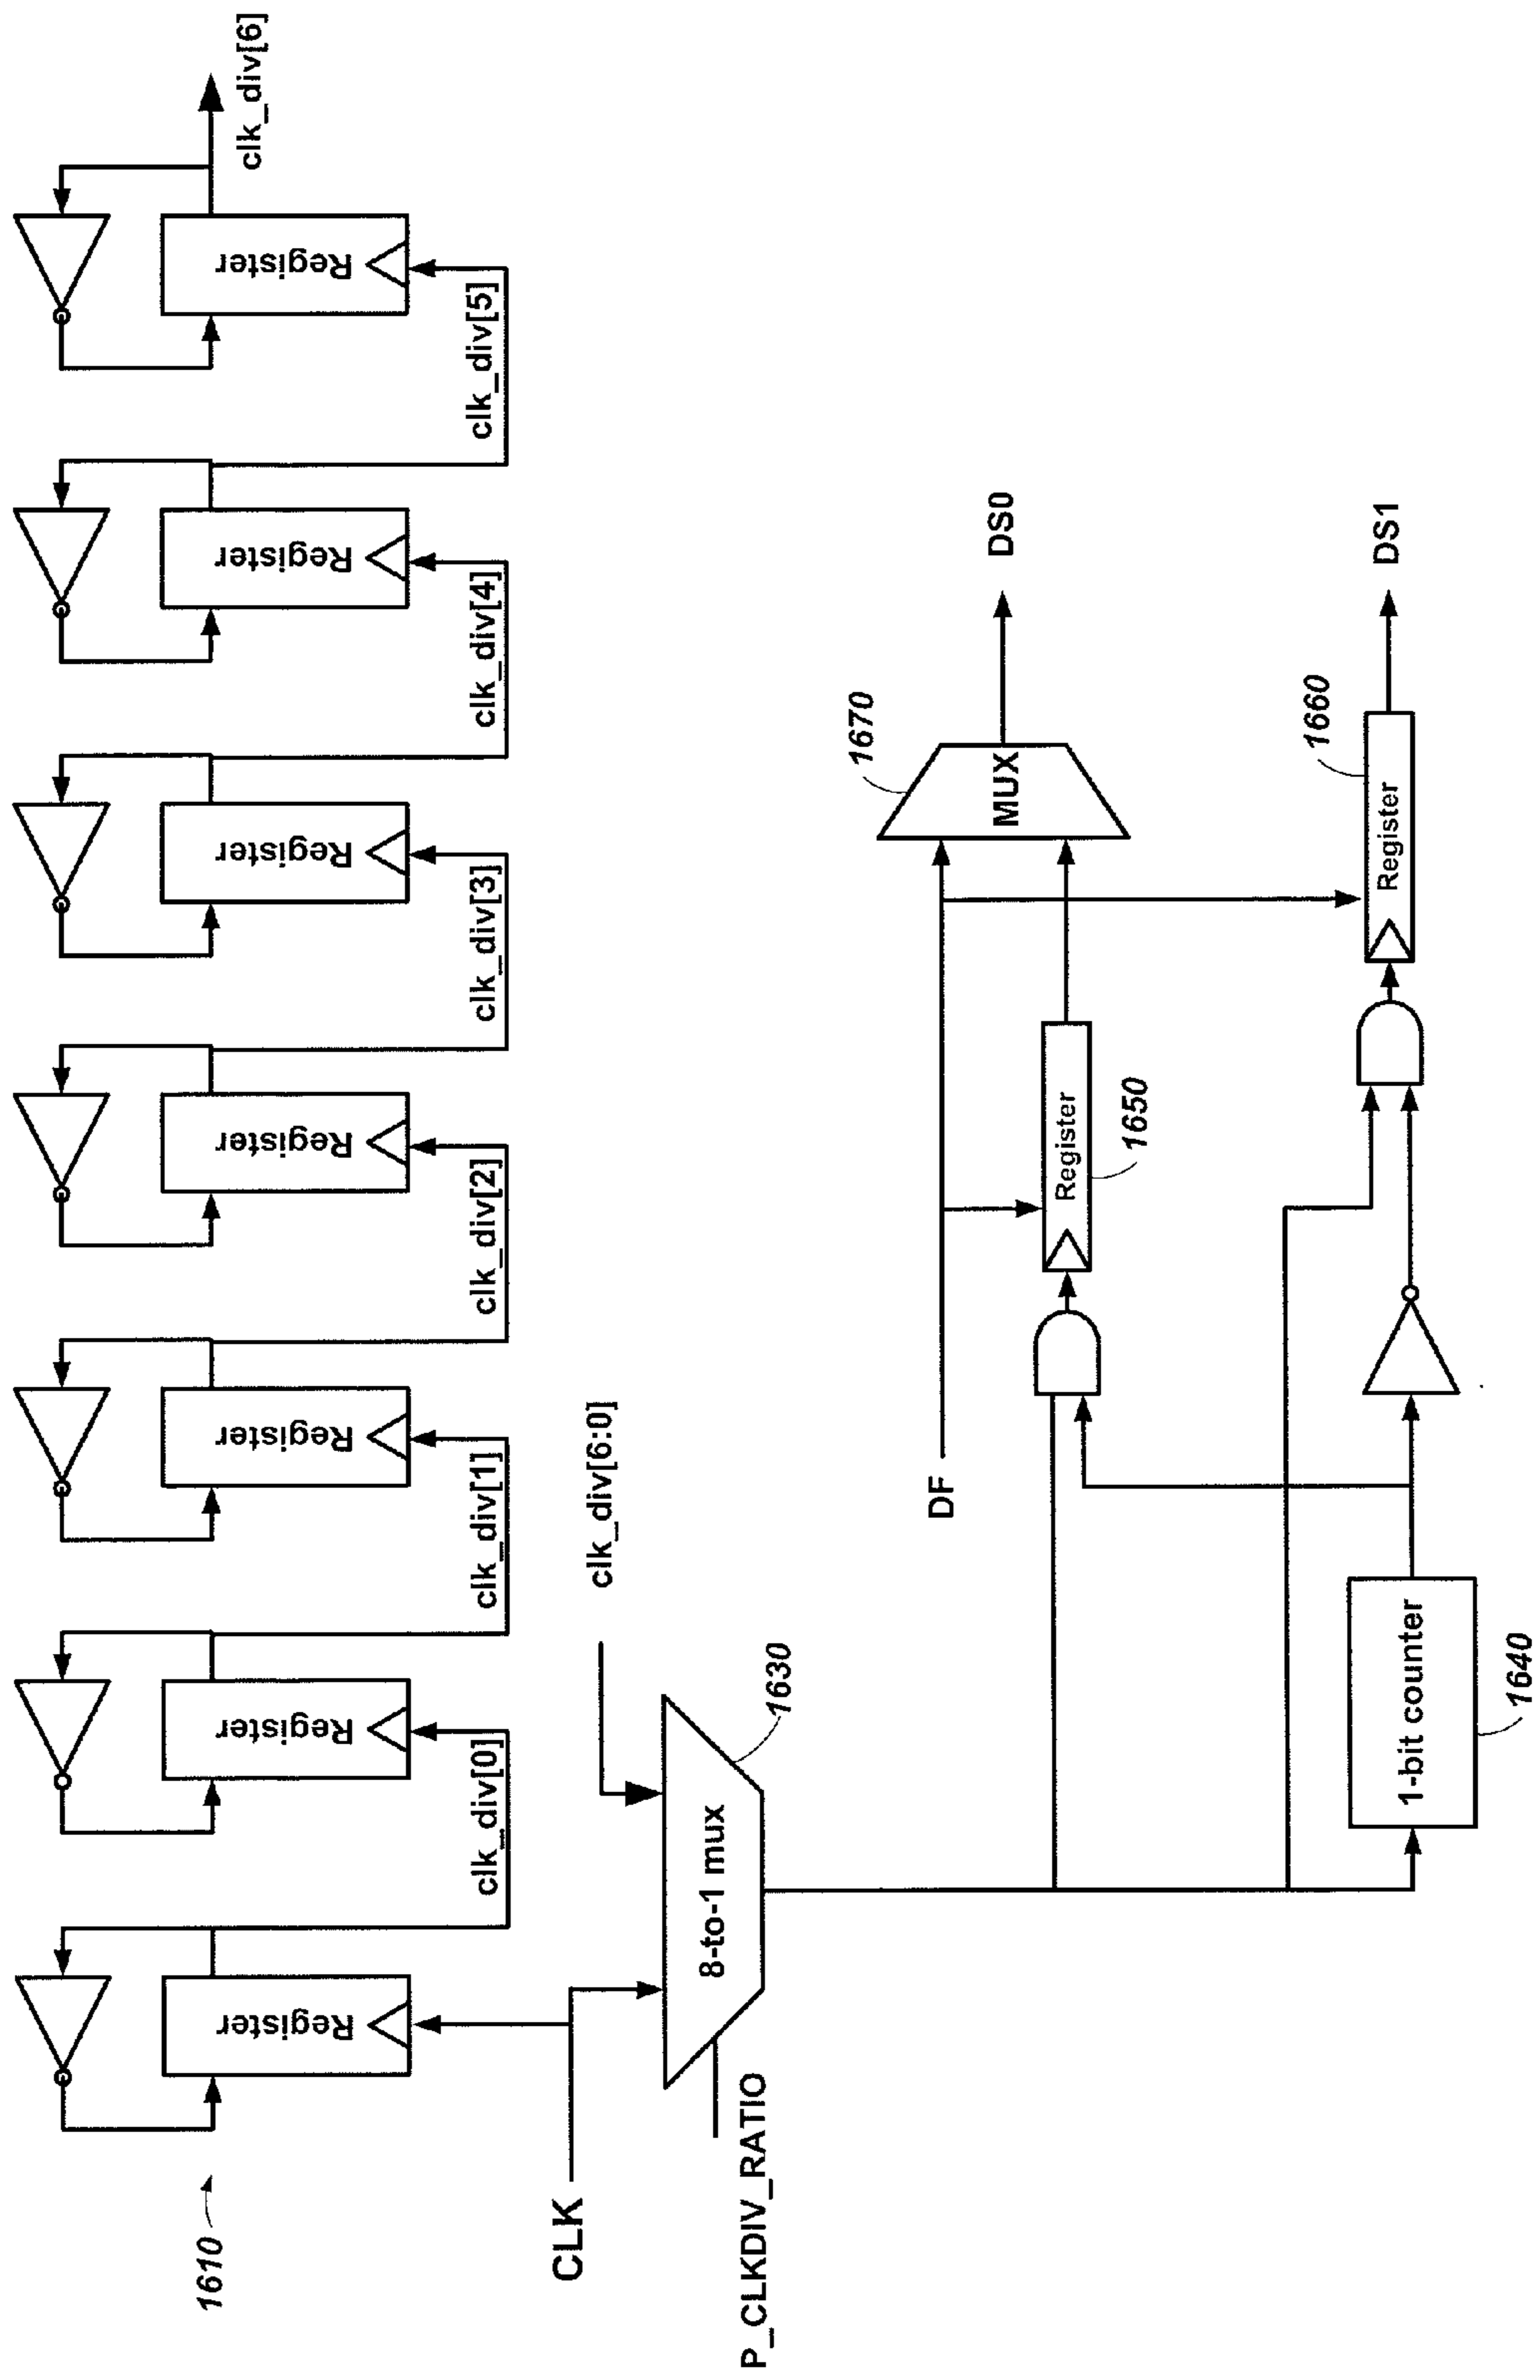 1610
Register
Register
Register
Register
Register
Register
Register
clk_div[0]
clk_div[1]
clk_div[2]
clk_div[3]
clk_div[4]
clk_div[5]
clk_div[6]
CLK
clk_div[6:0]
8-to-1 mux
1630
P_CLKDIV_RATIO
DF
MUX
1670
DS0
Register
1650
Register
1660
DS1
1-bit counter
1640